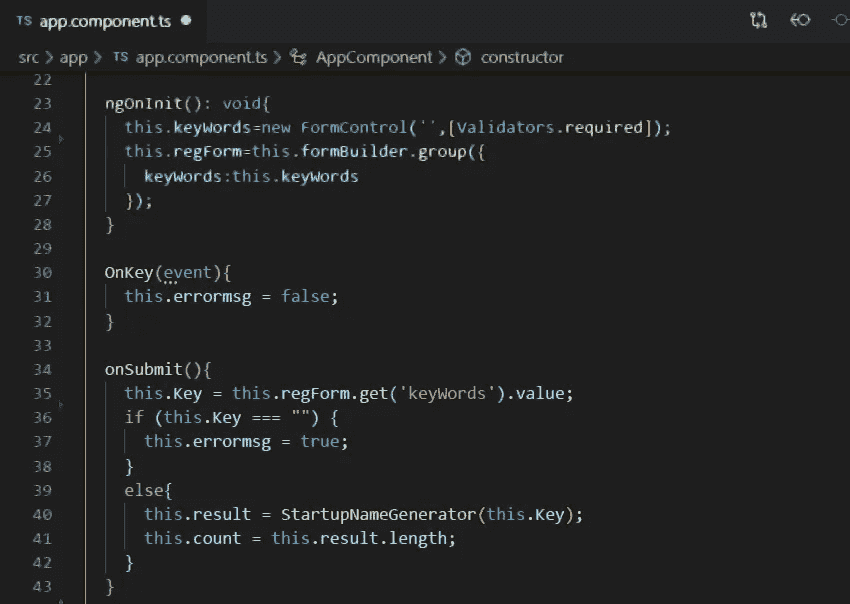 TS app.component.ts
src > app > TS app.component.ts > AppComponent > constructor
22
23 ngOnInit(): void{
24 this.keyWords=new FormControl('',[Validators.required]);
25 this.regForm=this.formBuilder.group({
26 keyWords:this.keyWords
27 });
28 }
29
30 OnKey(event){
31 this.errormsg = false;
32 }
33
34 onSubmit(){
35 this.Key = this.regForm.get('keyWords').value;
36 if (this.Key === "") {
37 this.errormsg = true;
38 }
39 else{
40 this.result = StartupNameGenerator(this.Key);
41 this.count = this.result.length;
42 }
43 }